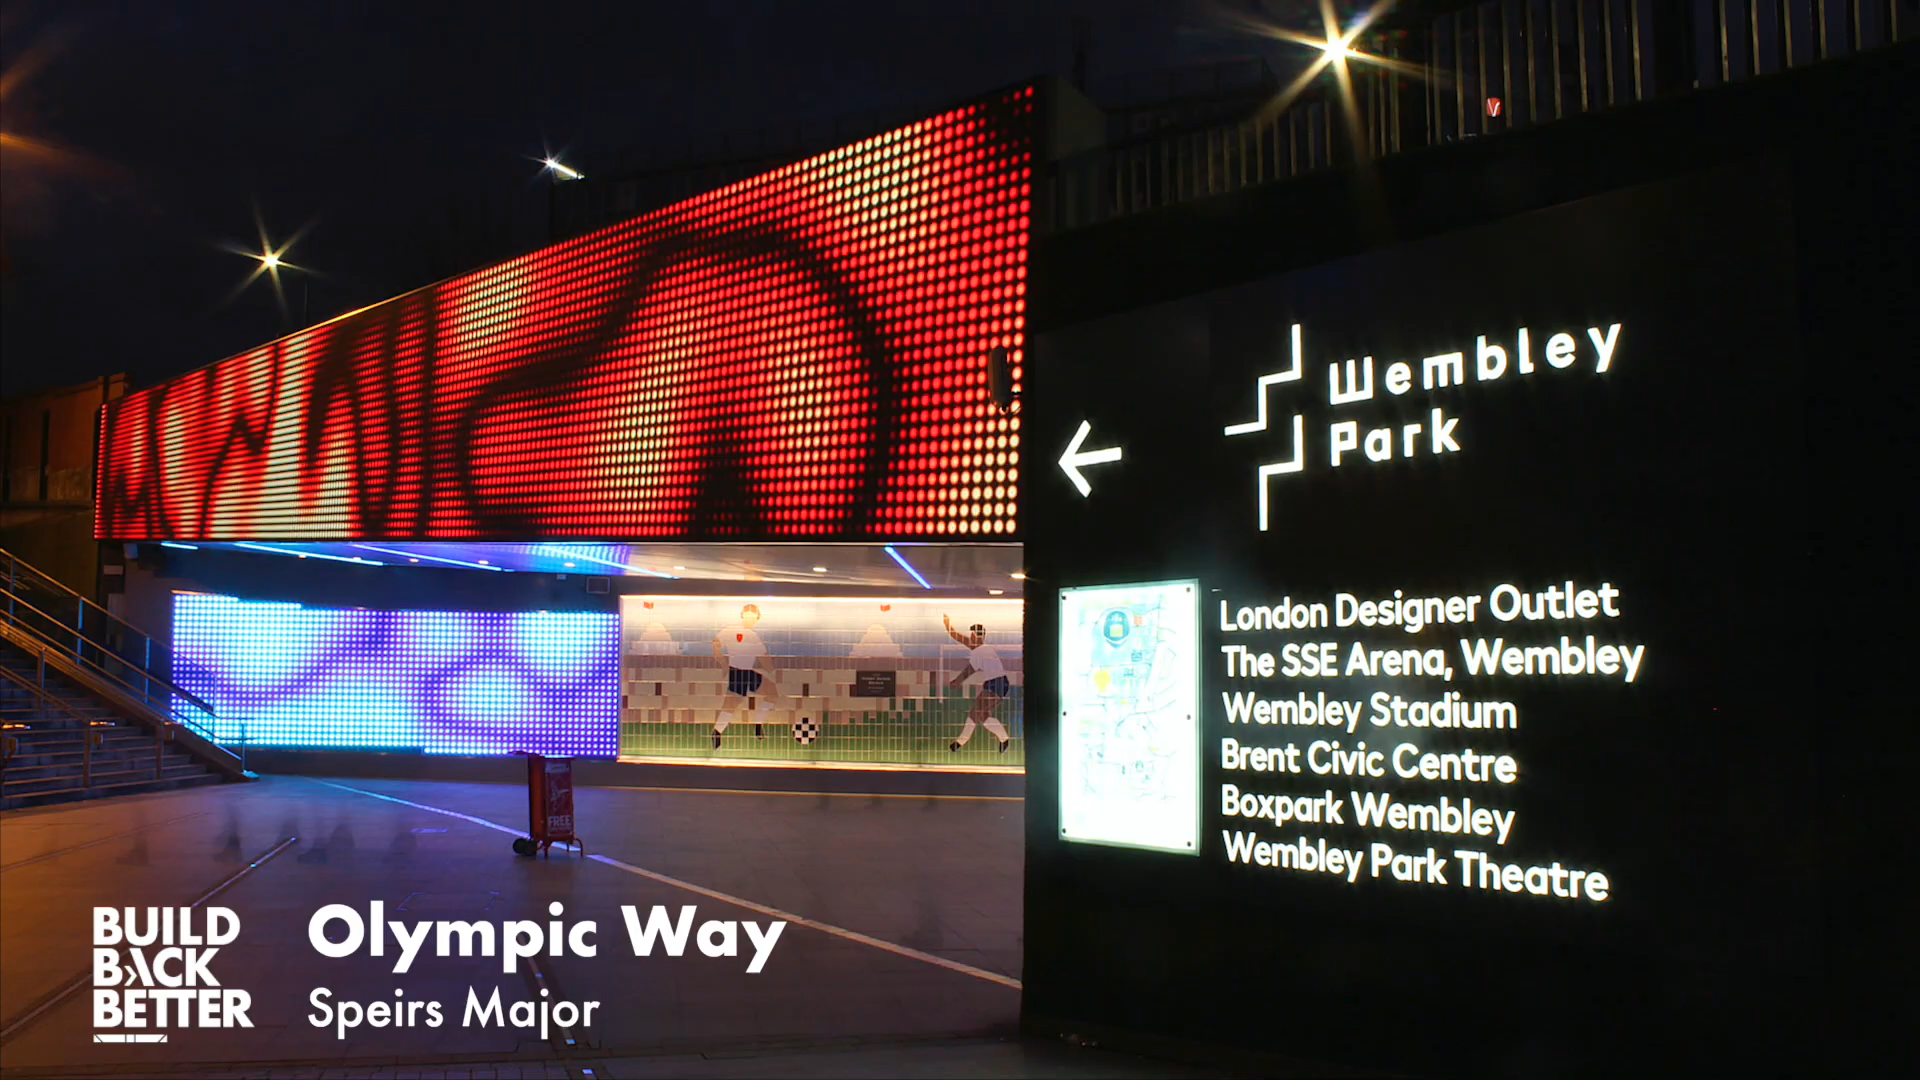 Wembley
Park
London Designer Outlet
The SSE Arena, Wembley
Wembley Stadium
Brent Civic Centre
Boxpark Wembley
Wembley Park Theatre
FREE
BUILD
BACK
BETTER
Olympic Way
Speirs Major